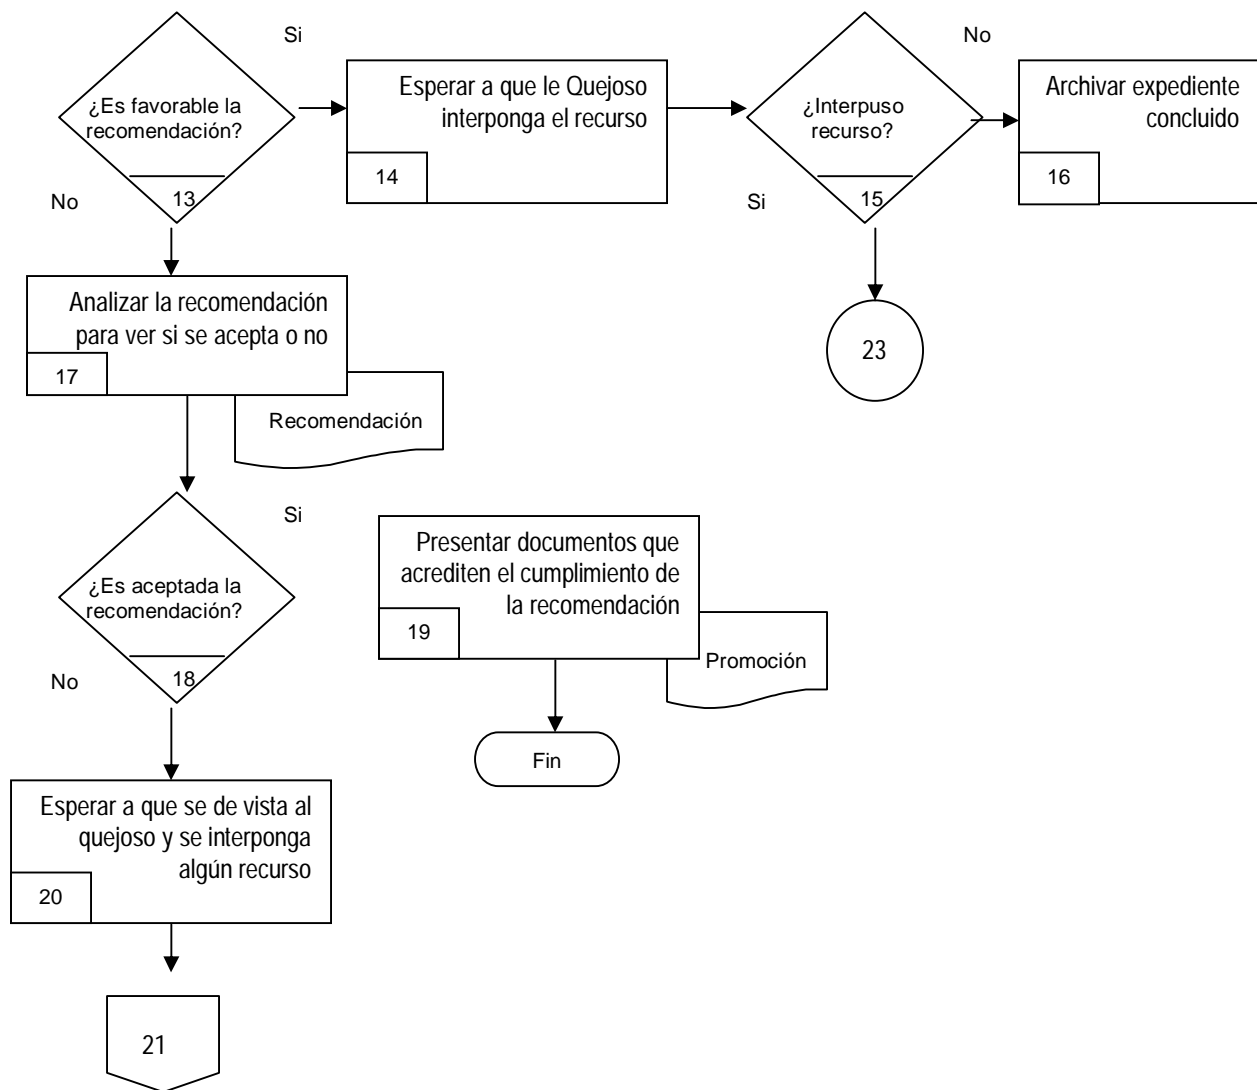 Si
No
¿Es favorable la
recomendación?
13
No
Esperar a que le Quejoso
interponga el recurso
14
¿Interpuso
recurso?
15
Si
Archivar expediente
concluido
16
Analizar la recomendación
para ver si se acepta o no
17
Recomendación
23
Si
¿Es aceptada la
recomendación?
18
No
Presentar documentos que
acrediten el cumplimiento de
la recomendación
19
Promoción
Fin
Esperar a que se de vista al
quejoso y se interponga
algún recurso
20
21